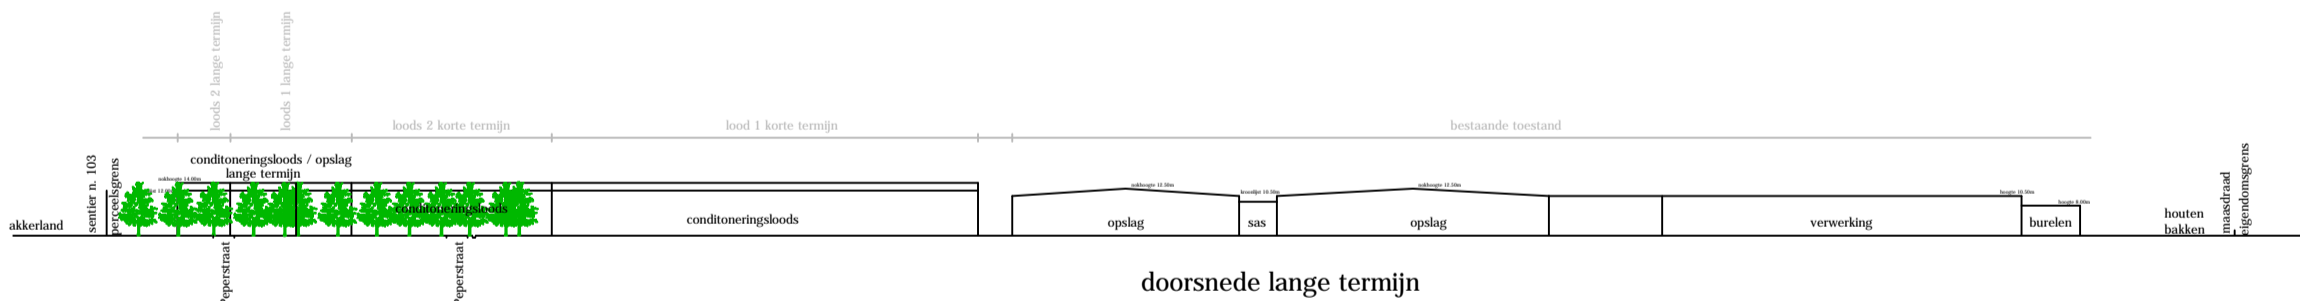 loods 2 lange termijn
loods 1 lange termijn
loods 2 korte termijn
lood 1 korte termijn
bestaande toestand
conditoneringsloods / opslag
lange termijn
nokhoogte 14.00m
akkerland
sentier n. 103
perceelsgrens
conditoneringsloods
conditoneringsloods
nokhoogte 12.50m
opslag
kroonlijst 10.50m
sas
nokhoogte 12.50m
opslag
verwerking
hoogte 10.50m
hoogte 8.00m
burelen
houten
bakken
maasdraad
eigendomsgrens
Peperstraat
Peperstraat
doorsnede lange termijn